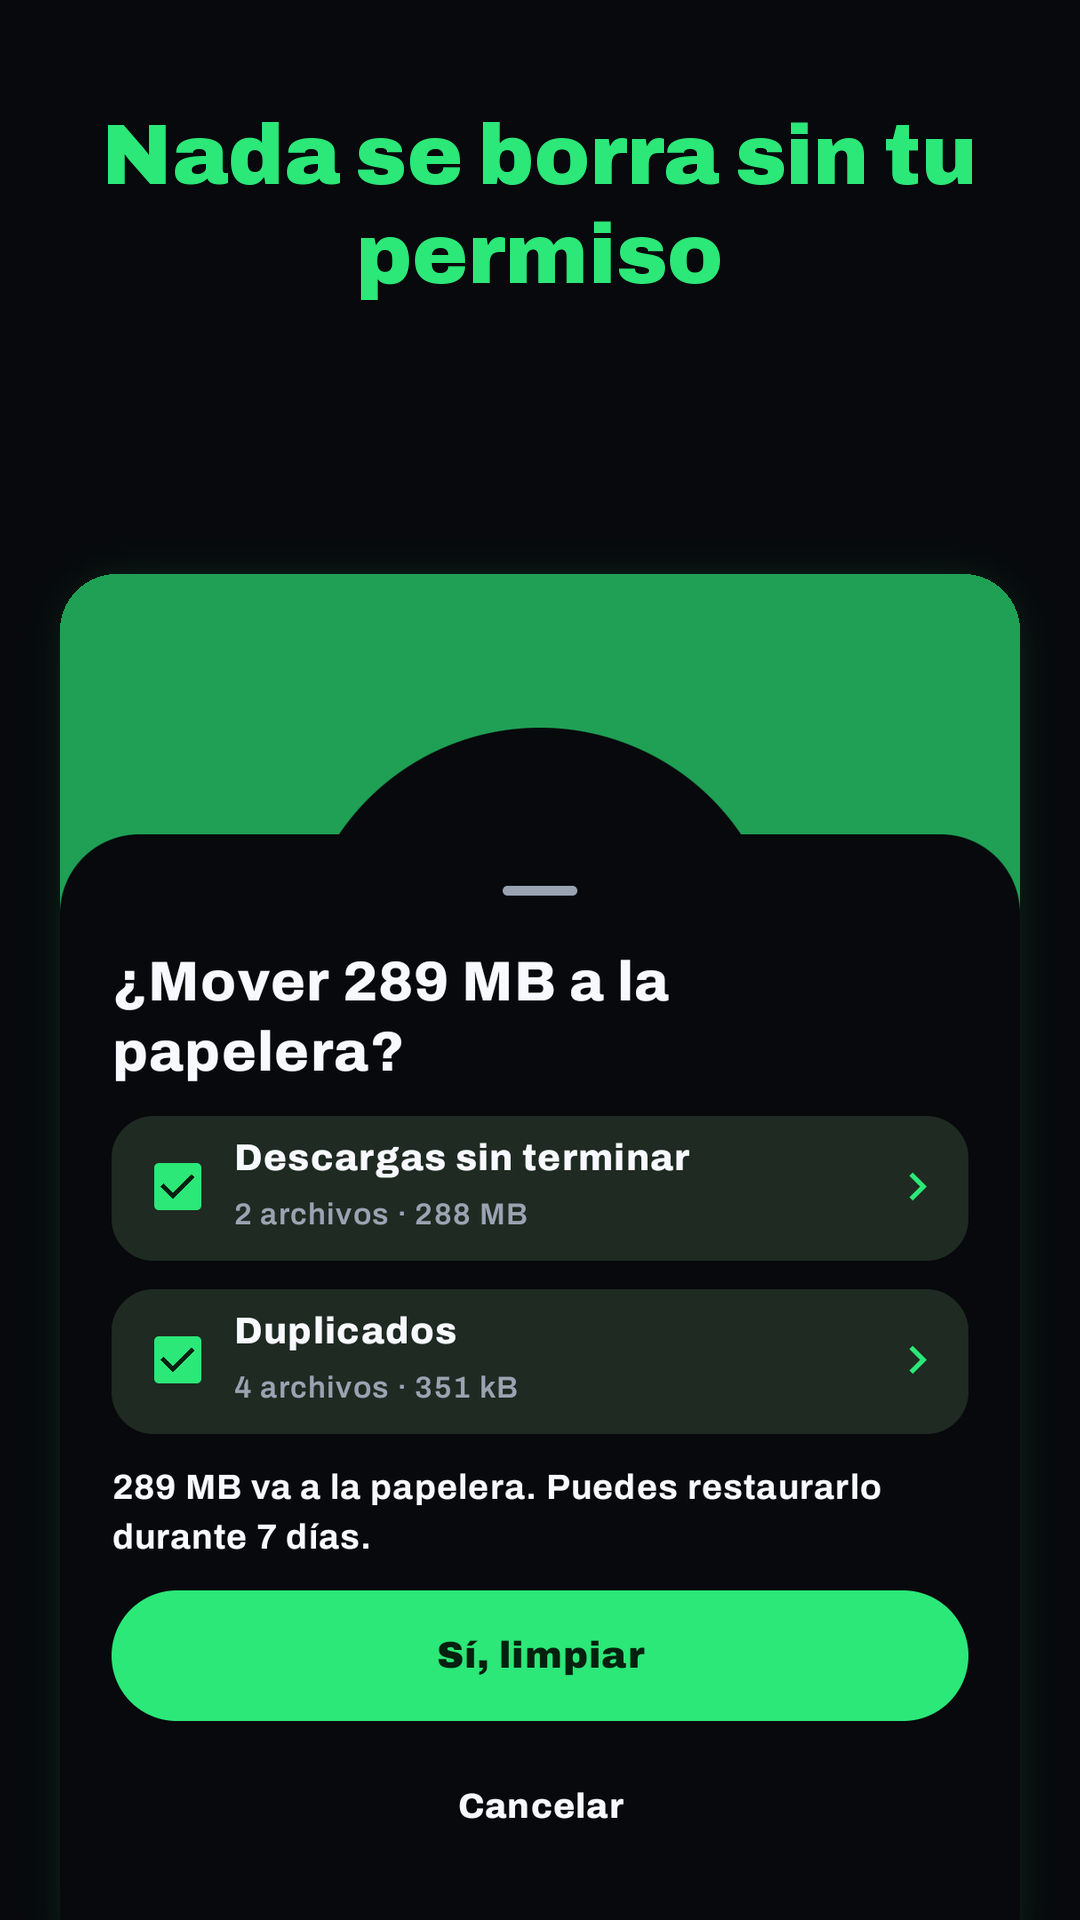 Nada se borra sin tu
permiso
¿Mover 289 MB a la
papelera?
Descargas sin terminar
2 archivos · 288 MB
Duplicados
4 archivos · 351 kB
289 MB va a la papelera. Puedes restaurarlo
durante 7 días.
Sí, limpiar
Cancelar